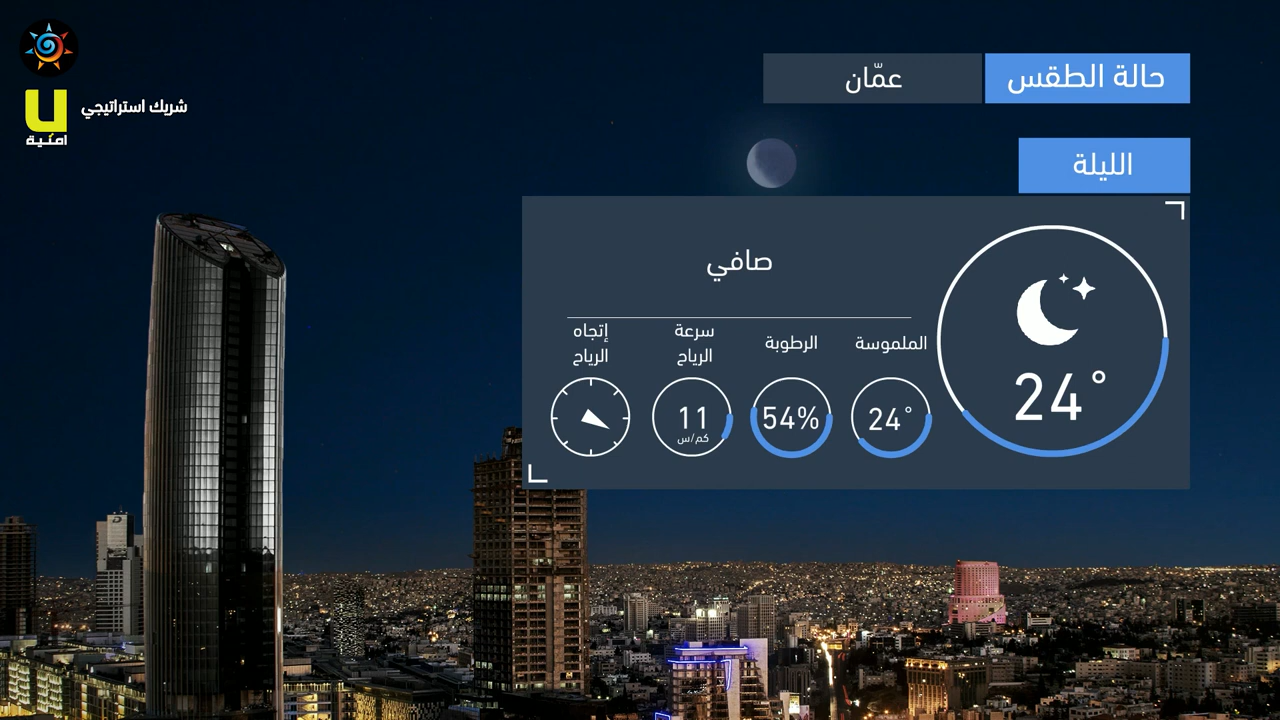 حالة الطقس
عمّان
شريك استراتيجي
امنية
الليلة
صافي
24°
الملموسة
24°
الرطوبة
54%
سرعة
الرياح
11
كم/س
إتجاه
الرياح